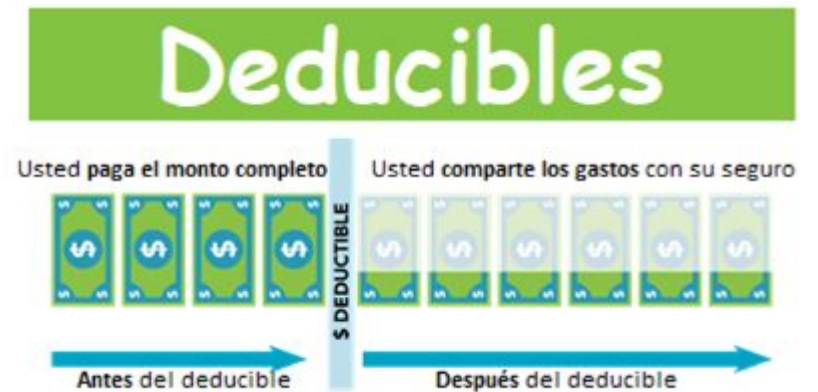 Deducibles
Usted paga el monto completo
Usted comparte los gastos con su seguro
$ DEDUCTIBLE
Antes del deducible
Después del deducible